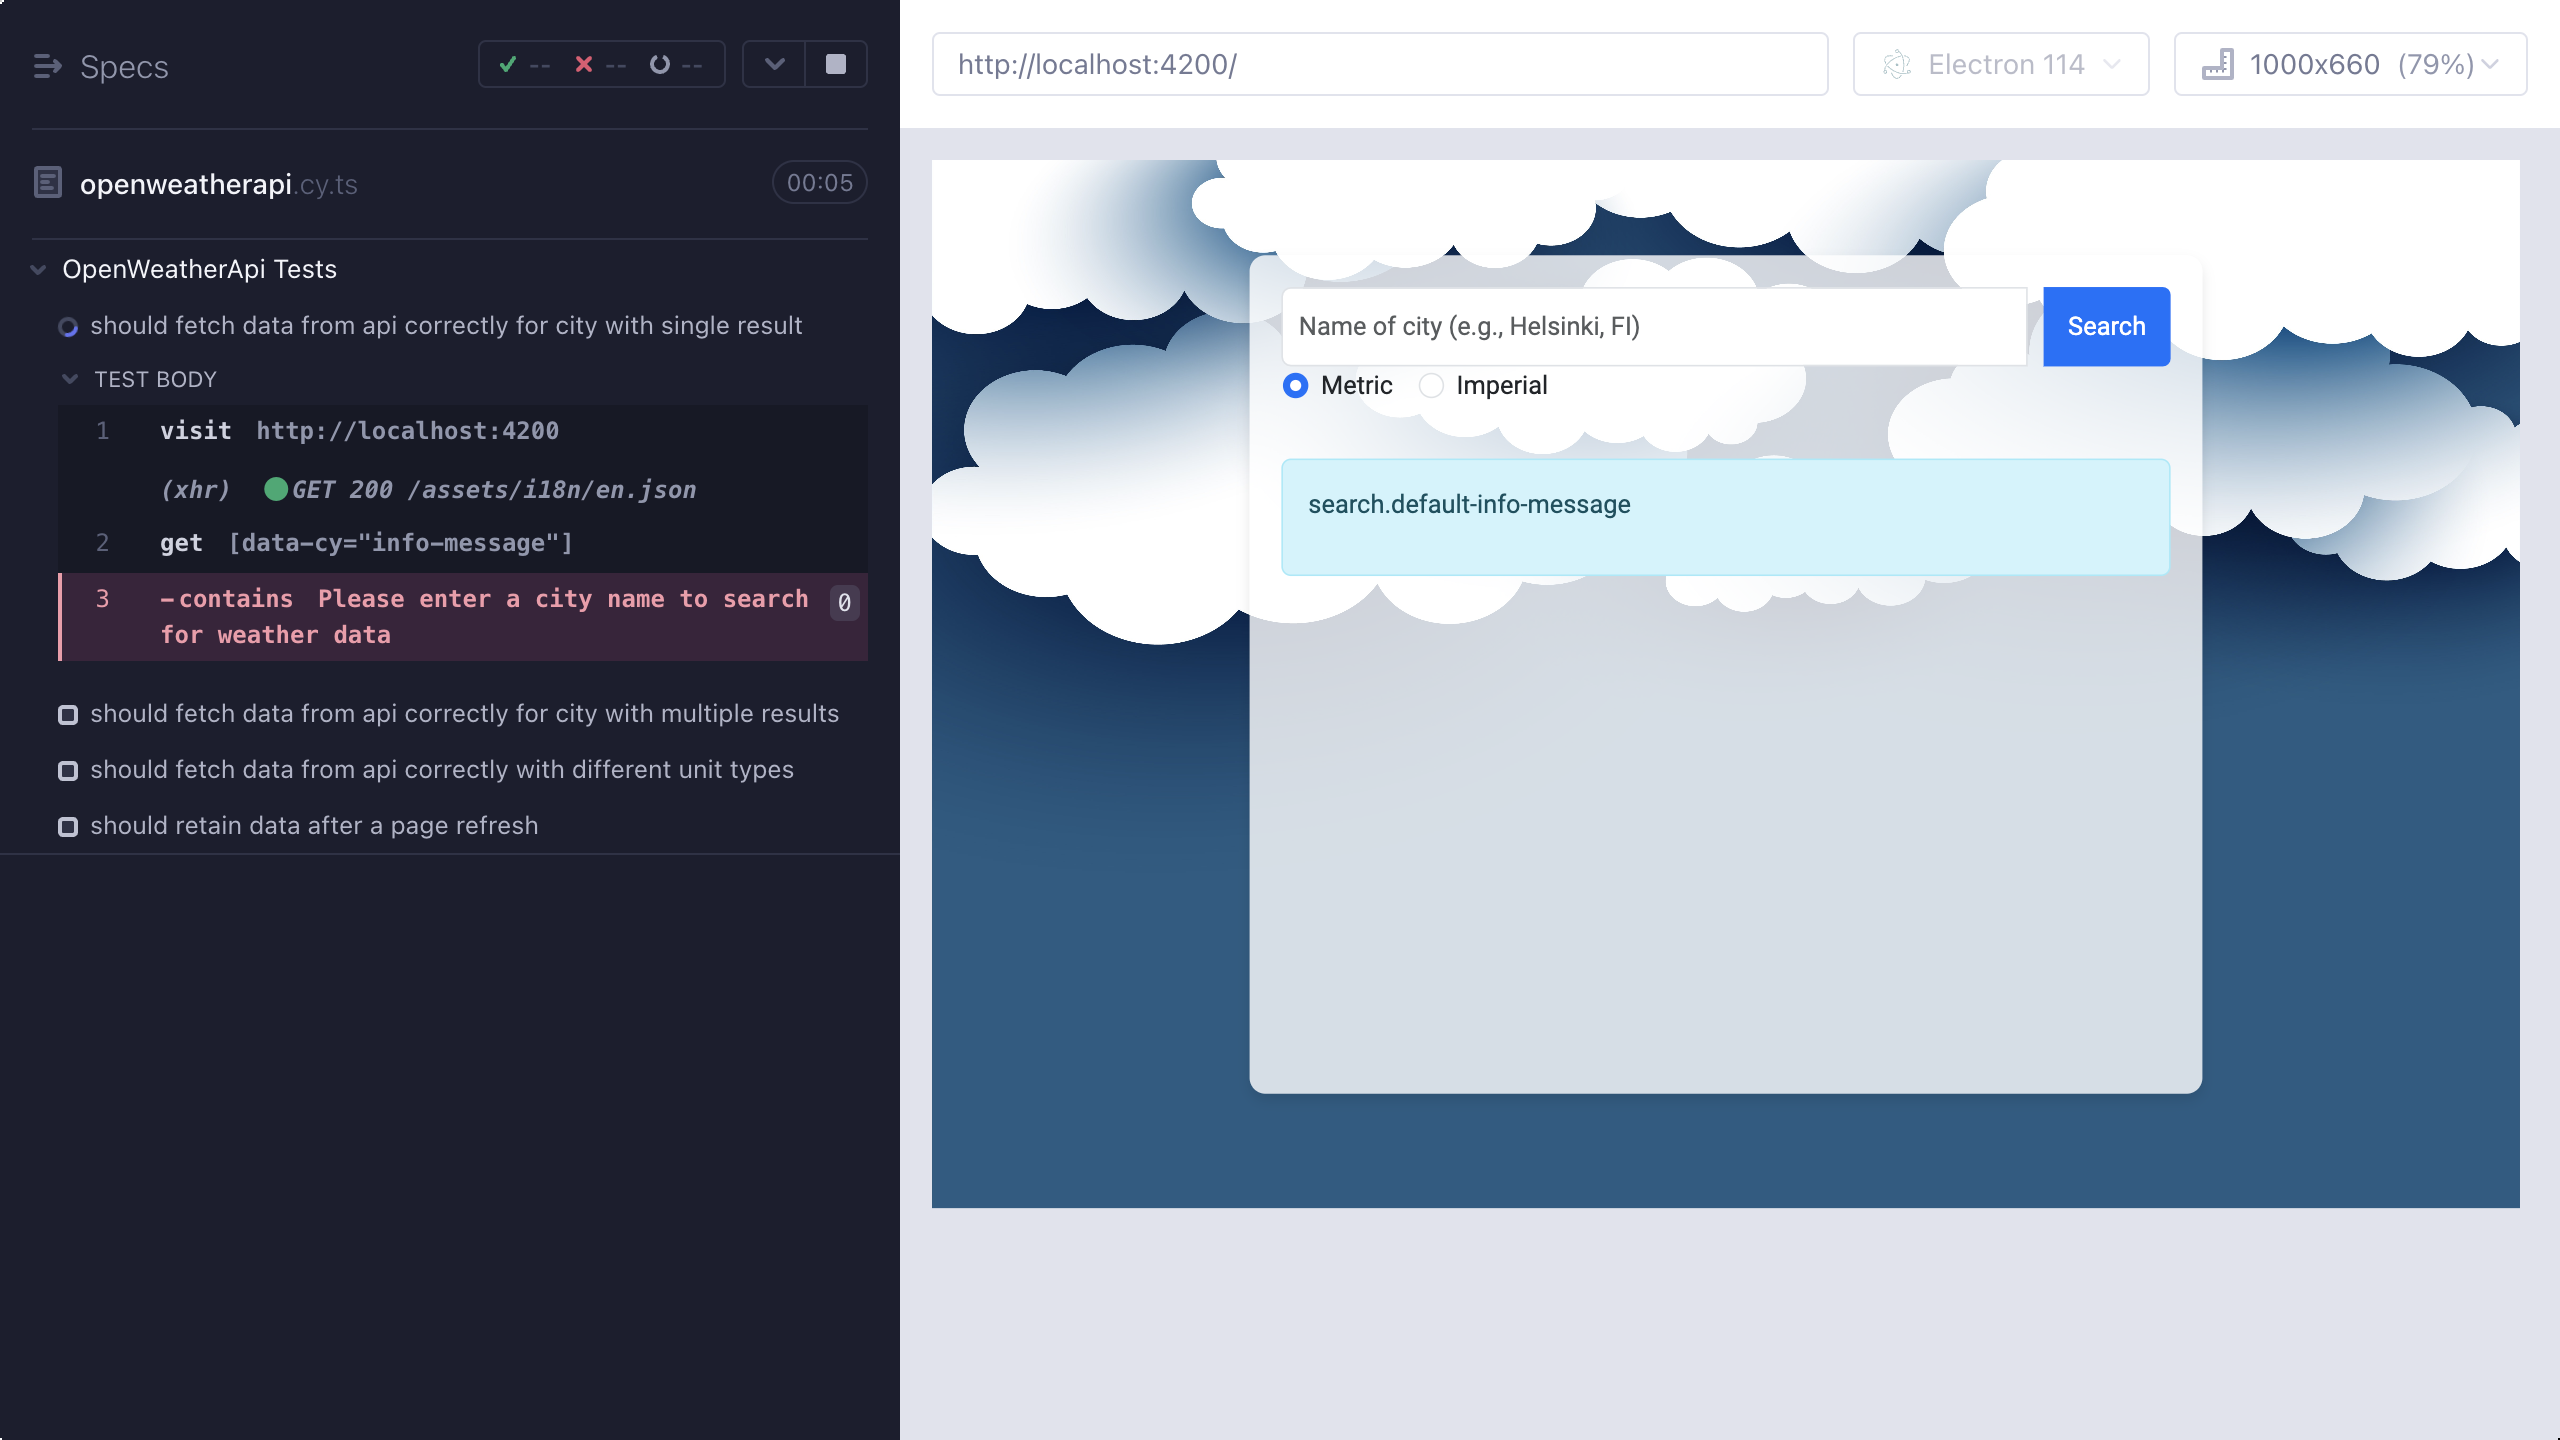 Specs
-- -- --
openweatherapi.cy.ts
00:05
OpenWeatherApi Tests
should fetch data from api correctly for city with single result
TEST BODY
1 visit http://localhost:4200
(xhr) GET 200 /assets/i18n/en.json
2 get [data-cy="info-message"]
3 -contains Please enter a city name to search 0
for weather data
should fetch data from api correctly for city with multiple results
should fetch data from api correctly with different unit types
should retain data after a page refresh
http://localhost:4200/
Electron 114
1000x660 (79%)
Name of city (e.g., Helsinki, FI)
Search
Metric Imperial
search.default-info-message